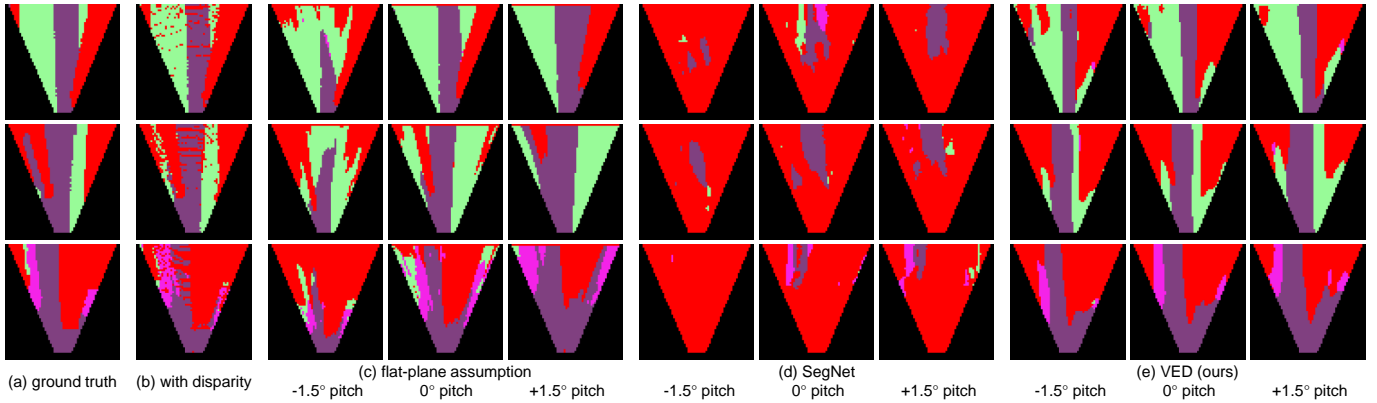 (a) ground truth
(b) with disparity
(c) flat-plane assumption
-1.5° pitch 0° pitch +1.5° pitch
(d) SegNet
-1.5° pitch 0° pitch +1.5° pitch
(e) VED (ours)
-1.5° pitch 0° pitch +1.5° pitch